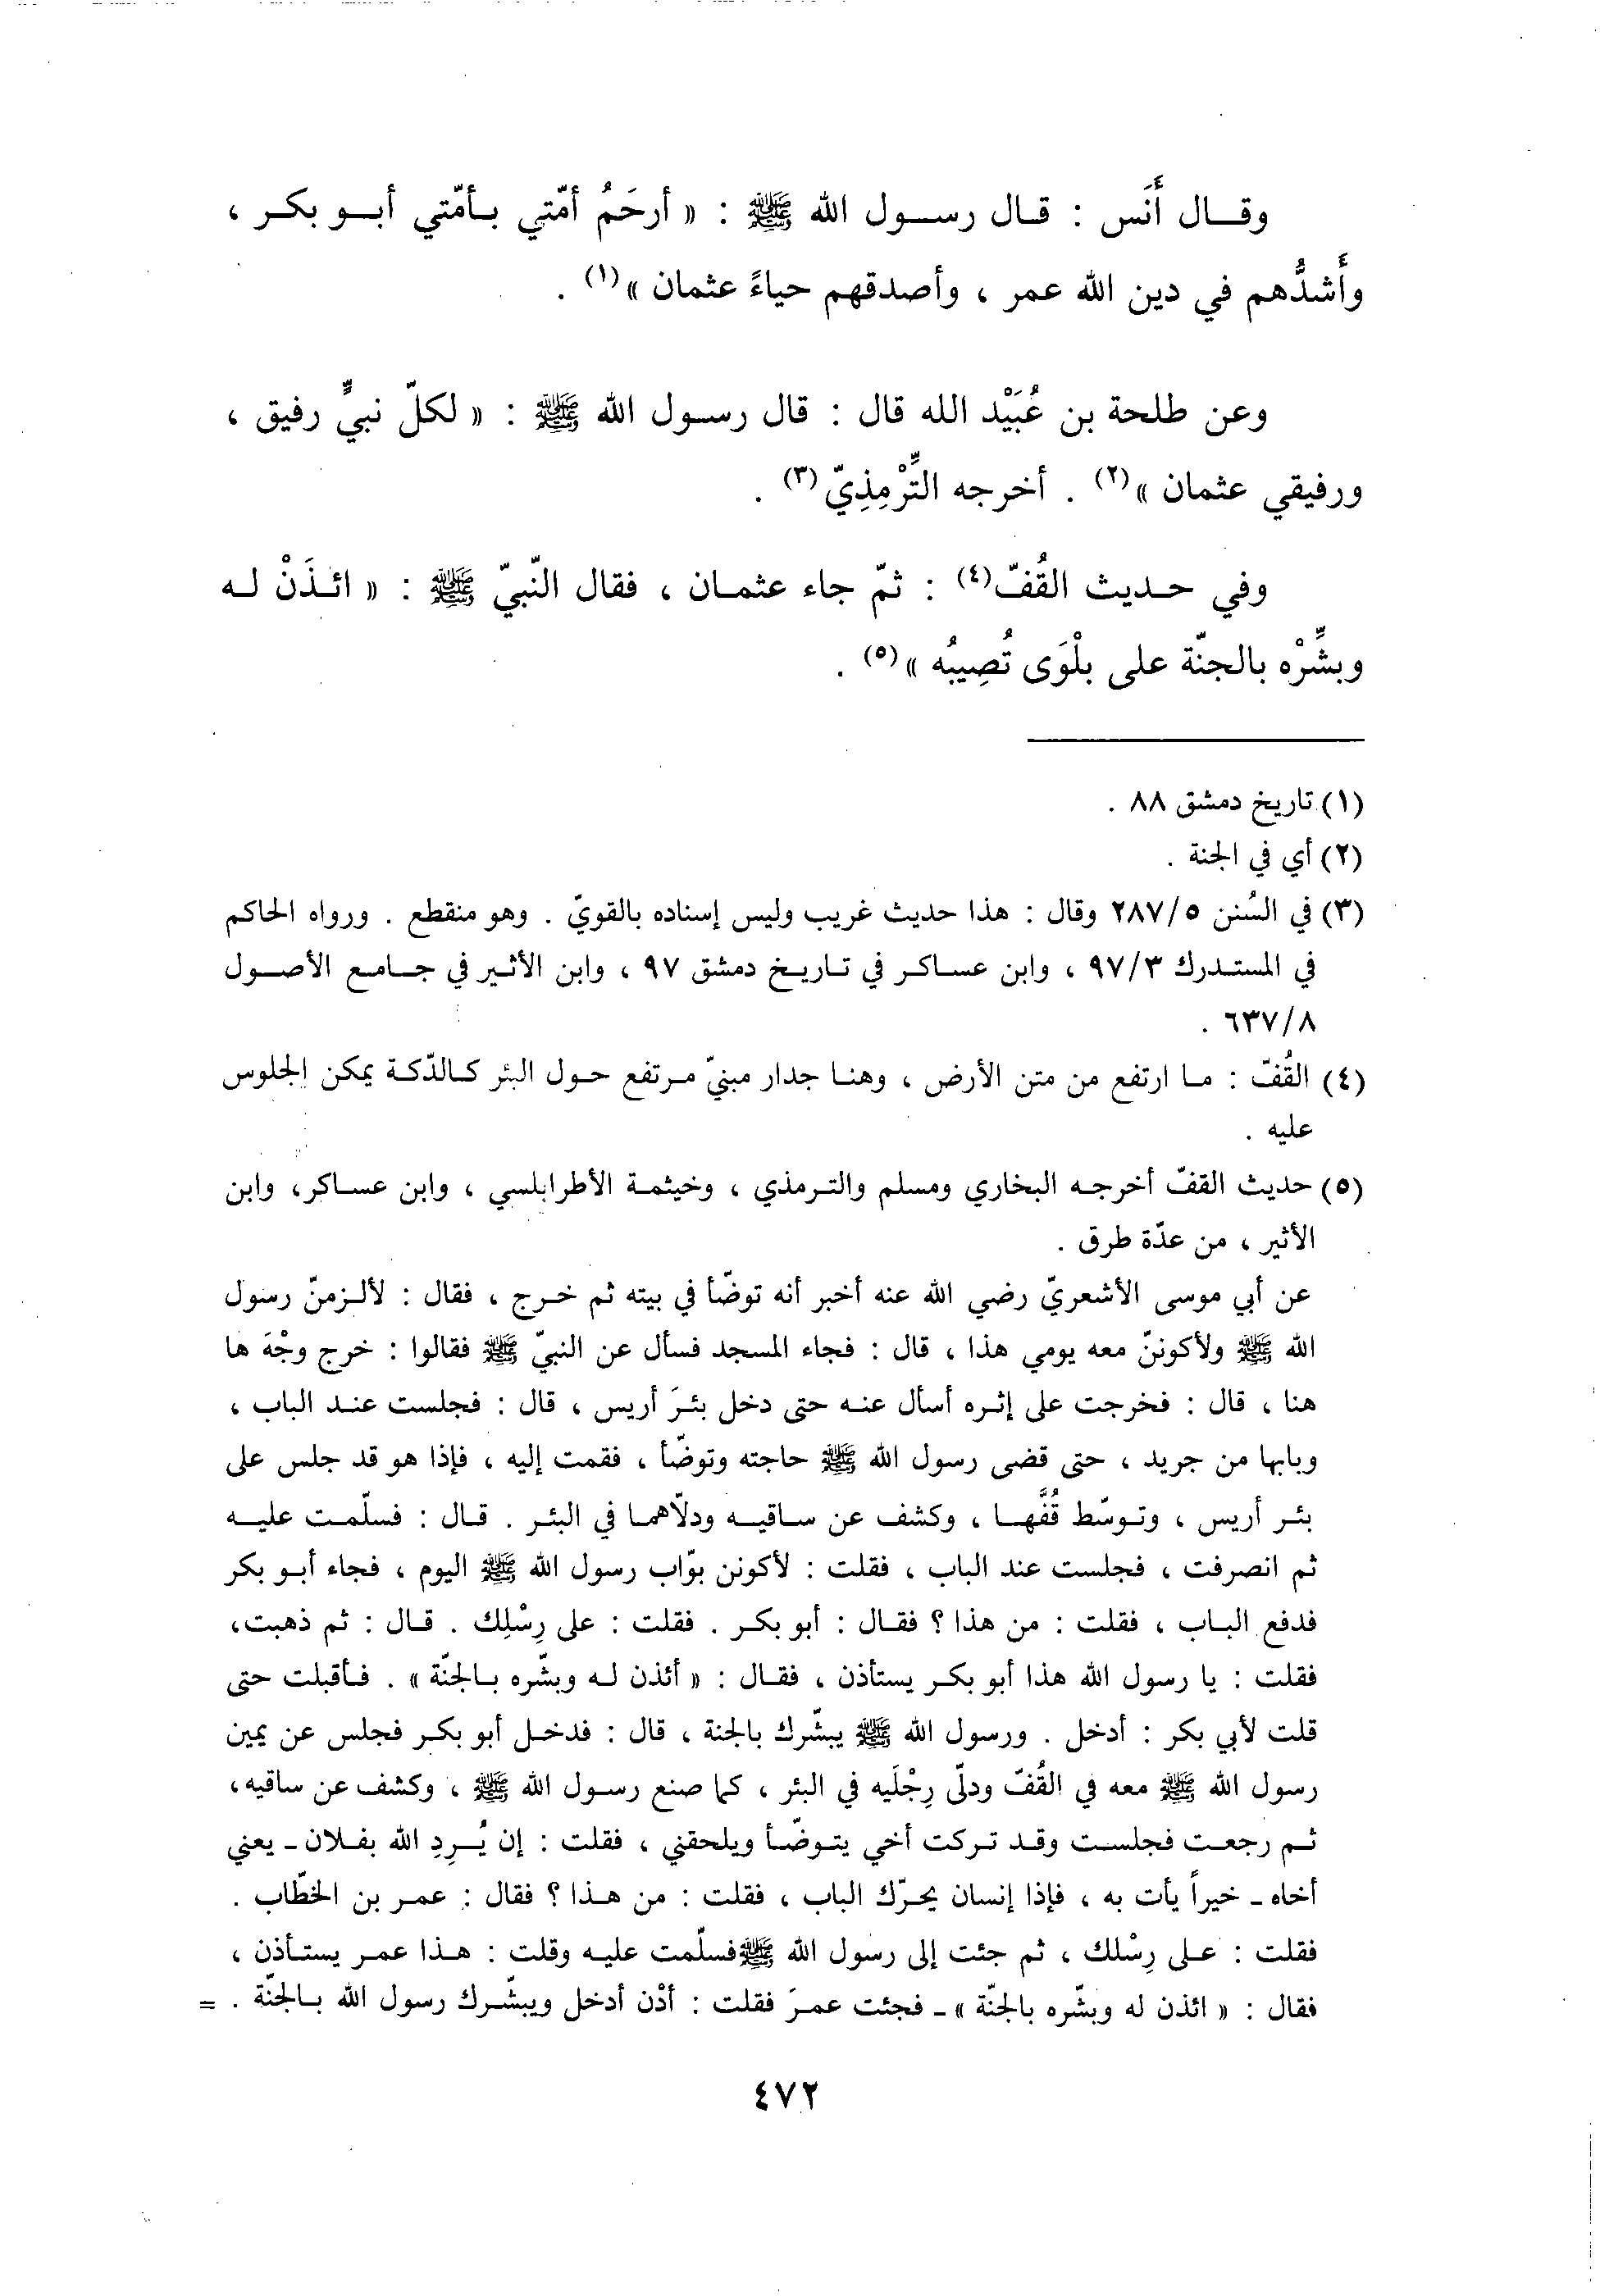 وقال أَنَس : قال رسول الله ﷺ : « أرحَمُ أمّتي بأمّتي أبو بكر ،
وأَشدُّهم في دين الله عمر ، وأصدقهم حياءً عثمان »(١) .
وعن طلحة بن عُبَيْد الله قال : قال رسول الله ﷺ : « لكلّ نبيٍّ رفيق ،
ورفيقي عثمان »(٢) . أخرجه التِّرْمِذِيّ(٣) .
وفي حديث القُفّ(٤) : ثمّ جاء عثمان ، فقال النّبيّ ﷺ : « ائذَنْ له
وبشِّرْه بالجنّة على بلْوَى تُصِيبُه »(٥) .
(١) تاريخ دمشق ٨٨ .
(٢) أي في الجنة .
(٣) في السُنن ٢٨٧/٥ وقال : هذا حديث غريب وليس إسناده بالقويّ . وهو منقطع . ورواه الحاكم
في المستدرك ٩٧/٣ ، وابن عساكر في تاريخ دمشق ٩٧ ، وابن الأثير في جامع الأصول
٦٣٧/٨ .
(٤) القُفّ : ما ارتفع من متن الأرض ، وهنا جدار مبنيّ مرتفع حول البئر كالدّكة يمكن الجلوس
عليه .
(٥) حديث القفّ أخرجه البخاري ومسلم والترمذي ، وخيثمة الأطرابلسي ، وابن عساكر، وابن
الأثير ، من عدّة طرق .
عن أبي موسى الأشعريّ رضي الله عنه أخبر أنه توضّأ في بيته ثم خرج ، فقال : لألزمنّ رسول
الله ﷺ ولأكوننّ معه يومي هذا ، قال : فجاء المسجد فسأل عن النبيّ ﷺ فقالوا : خرج وجْهَ ها
هنا ، قال : فخرجت على إثره أسأل عنه حتى دخل بئرَ أريس ، قال : فجلست عند الباب ،
وبابها من جريد ، حتى قضى رسول الله ﷺ حاجته وتوضّأ ، فقمت إليه ، فإذا هو قد جلس على
بئر أريس ، وتوسّط قُفَّها ، وكشف عن ساقيه ودلّاهما في البئر . قال : فسلّمت عليه
ثم انصرفت ، فجلست عند الباب ، فقلت : لأكونن بوّاب رسول الله ﷺ اليوم ، فجاء أبو بكر
فدفع الباب ، فقلت : من هذا ؟ فقال : أبو بكر . فقلت : على رِسْلِك . قال : ثم ذهبت،
فقلت : يا رسول الله هذا أبو بكر يستأذن ، فقال : « أئذن له وبشّره بالجنّة » . فأقبلت حتى
قلت لأبي بكر : أدخل . ورسول الله ﷺ يبشّرك بالجنة ، قال : فدخل أبو بكر فجلس عن يمين
رسول الله ﷺ معه في القُفّ ودلّى رِجْلَيه في البئر ، كما صنع رسول الله ﷺ ، وكشف عن ساقيه،
ثم رجعت فجلست وقد تركت أخي يتوضّأ ويلحقني ، فقلت : إن يُرِدِ الله بفلان ـ يعني
أخاه ـ خيراً يأت به ، فإذا إنسان يحرّك الباب ، فقلت : من هذا ؟ فقال : عمر بن الخطّاب .
فقلت : على رِسْلك ، ثم جئت إلى رسول الله ﷺ فسلّمت عليه وقلت : هذا عمر يستأذن ،
فقال : « ائذن له وبشّره بالجنّة » ـ فجئت عمرَ فقلت : أذْن أدخل ويبشّرك رسول الله بالجنّة . =
٤٧٢